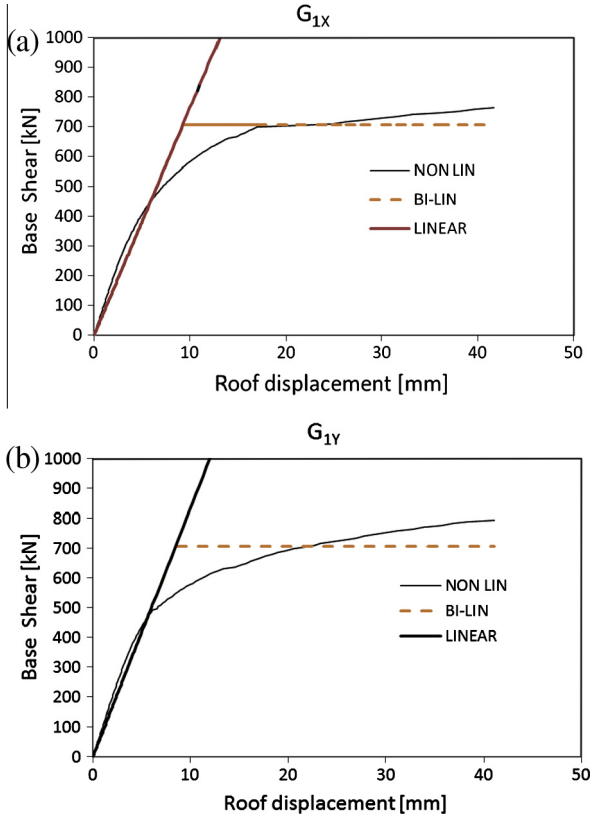 (a)
G1X
1000
900
800
700
600
500
400
300
200
100
0
Base Shear [kN]
NON LIN
BI-LIN
LINEAR
0 10 20 30 40 50
Roof displacement [mm]
(b)
G1Y
1000
900
800
700
600
500
400
300
200
100
0
Base Shear [kN]
NON LIN
BI-LIN
LINEAR
0 10 20 30 40 50
Roof displacement [mm]